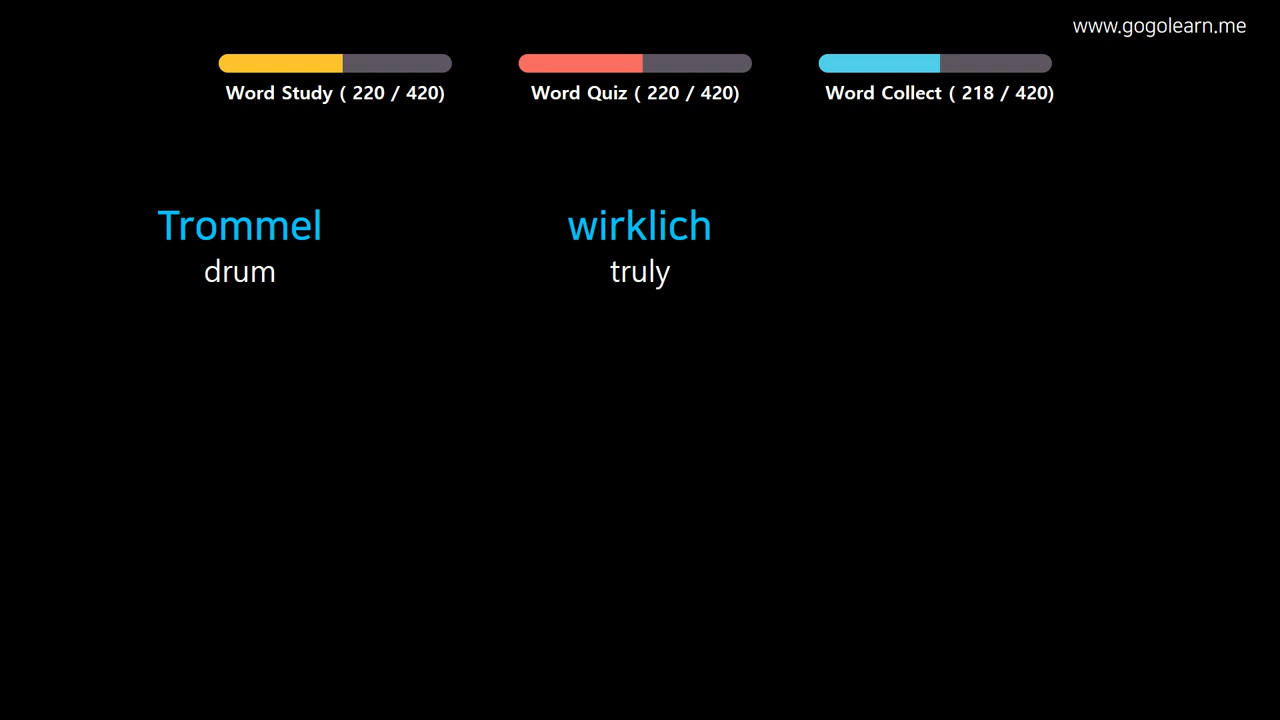 www.gogolearn.me
Word Study ( 220 / 420)
Word Quiz ( 220 / 420)
Word Collect ( 218 / 420)
Trommel
drum
wirklich
truly